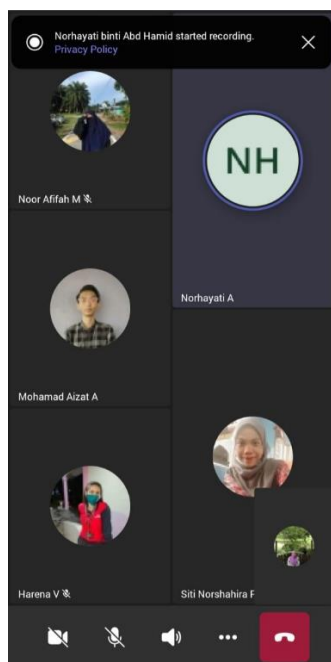 Norhayati binti Abd Hamid started recording.
Privacy Policy
NH
Noor Afifah M
Norhayati A
Mohamad Aizat A
Harena V
Siti Norshahira F